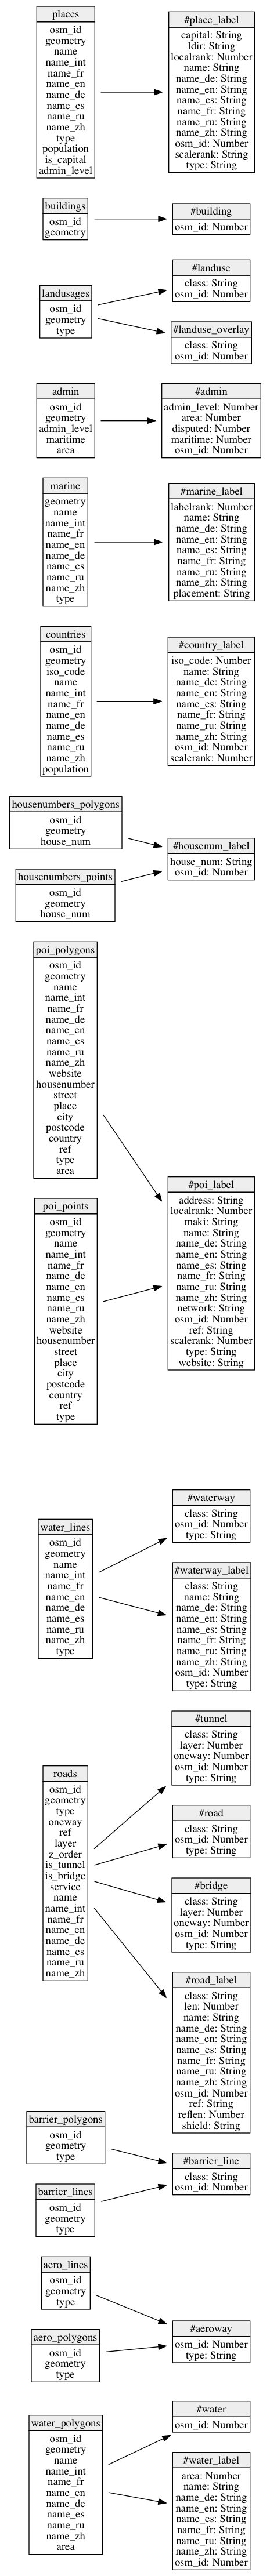 places
osm_id
geometry
name
name_int
name_fr
name_en
name_de
name_es
name_ru
name_zh
type
population
is_capital
admin_level
#place_label
capital: String
ldir: String
localrank: Number
name: String
name_de: String
name_en: String
name_es: String
name_fr: String
name_ru: String
name_zh: String
osm_id: Number
scalerank: String
type: String
buildings
osm_id
geometry
#building
osm_id: Number
landusages
osm_id
geometry
type
#landuse
class: String
osm_id: Number
#landuse_overlay
class: String
osm_id: Number
admin
osm_id
geometry
admin_level
maritime
area
#admin
admin_level: Number
area: Number
disputed: Number
maritime: Number
osm_id: Number
marine
geometry
name
name_int
name_fr
name_en
name_de
name_es
name_ru
name_zh
type
#marine_label
labelrank: Number
name: String
name_de: String
name_en: String
name_es: String
name_fr: String
name_ru: String
name_zh: String
placement: String
countries
osm_id
geometry
iso_code
name
name_int
name_fr
name_en
name_de
name_es
name_ru
name_zh
population
#country_label
iso_code: Number
name: String
name_de: String
name_en: String
name_es: String
name_fr: String
name_ru: String
name_zh: String
osm_id: Number
scalerank: Number
housenumbers_polygons
osm_id
geometry
house_num
housenumbers_points
osm_id
geometry
house_num
#housenum_label
house_num: String
osm_id: Number
poi_polygons
osm_id
geometry
name
name_int
name_fr
name_de
name_en
name_es
name_ru
name_zh
website
housenumber
street
place
city
postcode
country
ref
type
area
poi_points
osm_id
geometry
name
name_int
name_fr
name_de
name_en
name_es
name_ru
name_zh
website
housenumber
street
place
city
postcode
country
ref
type
#poi_label
address: String
localrank: Number
maki: String
name: String
name_de: String
name_en: String
name_es: String
name_fr: String
name_ru: String
name_zh: String
network: String
osm_id: Number
ref: String
scalerank: Number
type: String
website: String
water_lines
osm_id
geometry
name
name_int
name_fr
name_en
name_de
name_es
name_ru
name_zh
type
#waterway
class: String
osm_id: Number
type: String
#waterway_label
class: String
name: String
name_de: String
name_en: String
name_es: String
name_fr: String
name_ru: String
name_zh: String
osm_id: Number
type: String
roads
osm_id
geometry
type
oneway
ref
layer
z_order
is_tunnel
is_bridge
service
name
name_int
name_fr
name_en
name_de
name_es
name_ru
name_zh
#tunnel
class: String
layer: Number
oneway: Number
osm_id: Number
type: String
#road
class: String
osm_id: Number
type: String
#bridge
class: String
layer: Number
oneway: Number
osm_id: Number
type: String
#road_label
class: String
len: Number
name: String
name_de: String
name_en: String
name_es: String
name_fr: String
name_ru: String
name_zh: String
osm_id: Number
ref: String
reflen: Number
shield: String
barrier_polygons
osm_id
geometry
type
barrier_lines
osm_id
geometry
type
#barrier_line
class: String
osm_id: Number
aero_lines
osm_id
geometry
type
aero_polygons
osm_id
geometry
type
#aeroway
osm_id: Number
type: String
water_polygons
osm_id
geometry
name
name_int
name_fr
name_en
name_de
name_es
name_ru
name_zh
area
#water
osm_id: Number
#water_label
area: Number
name: String
name_de: String
name_en: String
name_es: String
name_fr: String
name_ru: String
name_zh: String
osm_id: Number